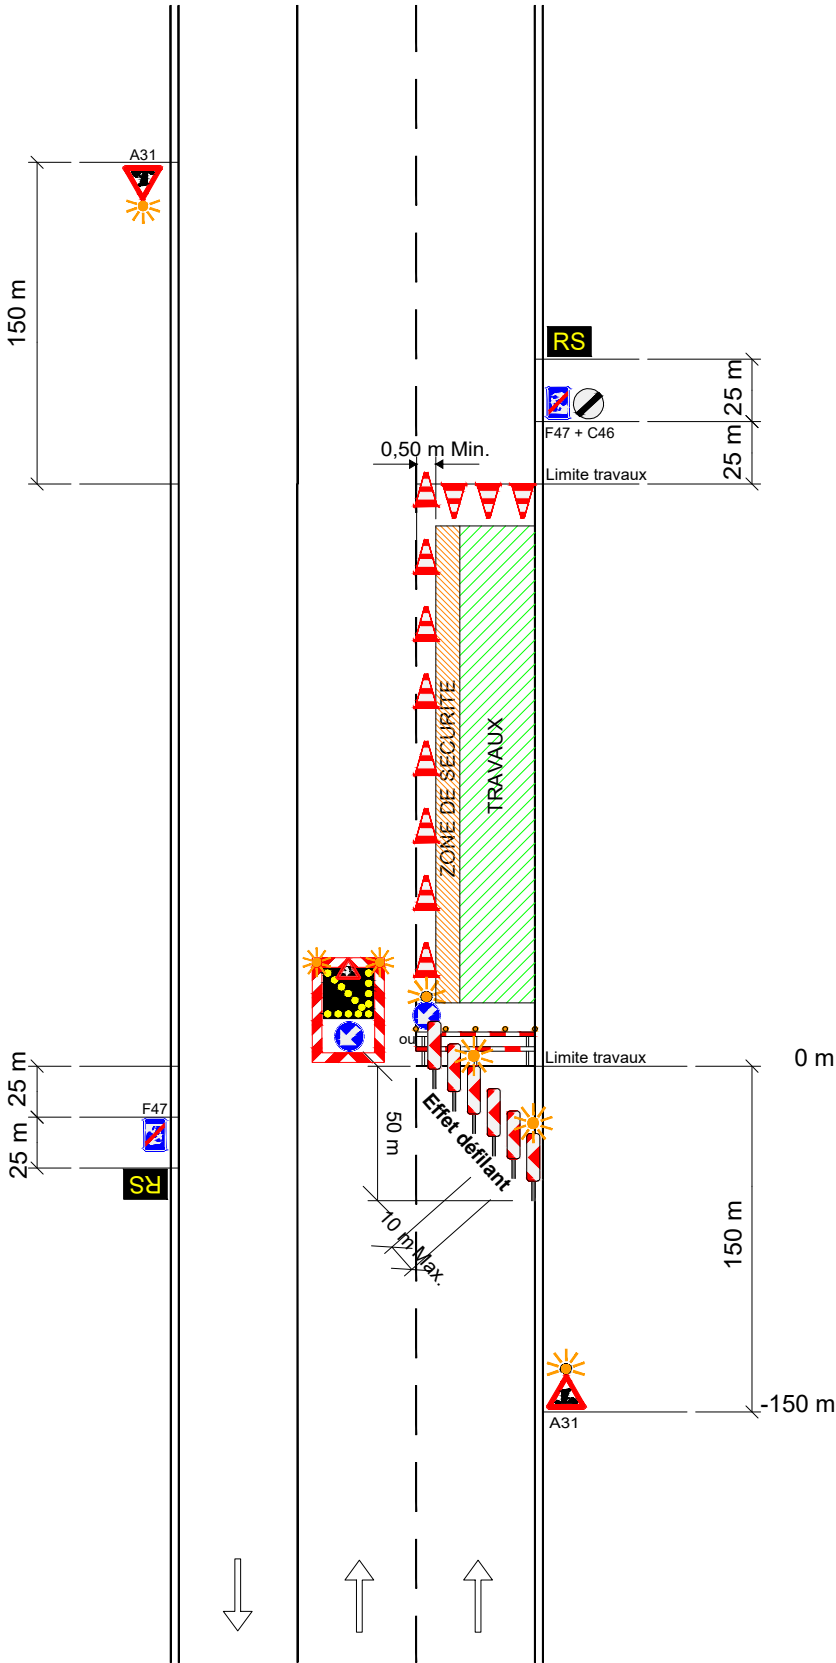 A31
150 m
RS
25 m
F47 + C46
25 m
0,50 m Min.
Limite travaux
ZONE DE SECURITE
TRAVAUX
ou
Limite travaux
0 m
25 m
F47
25 m
RS
50 m
Effet défilant
10 m Max.
150 m
-150 m
A31